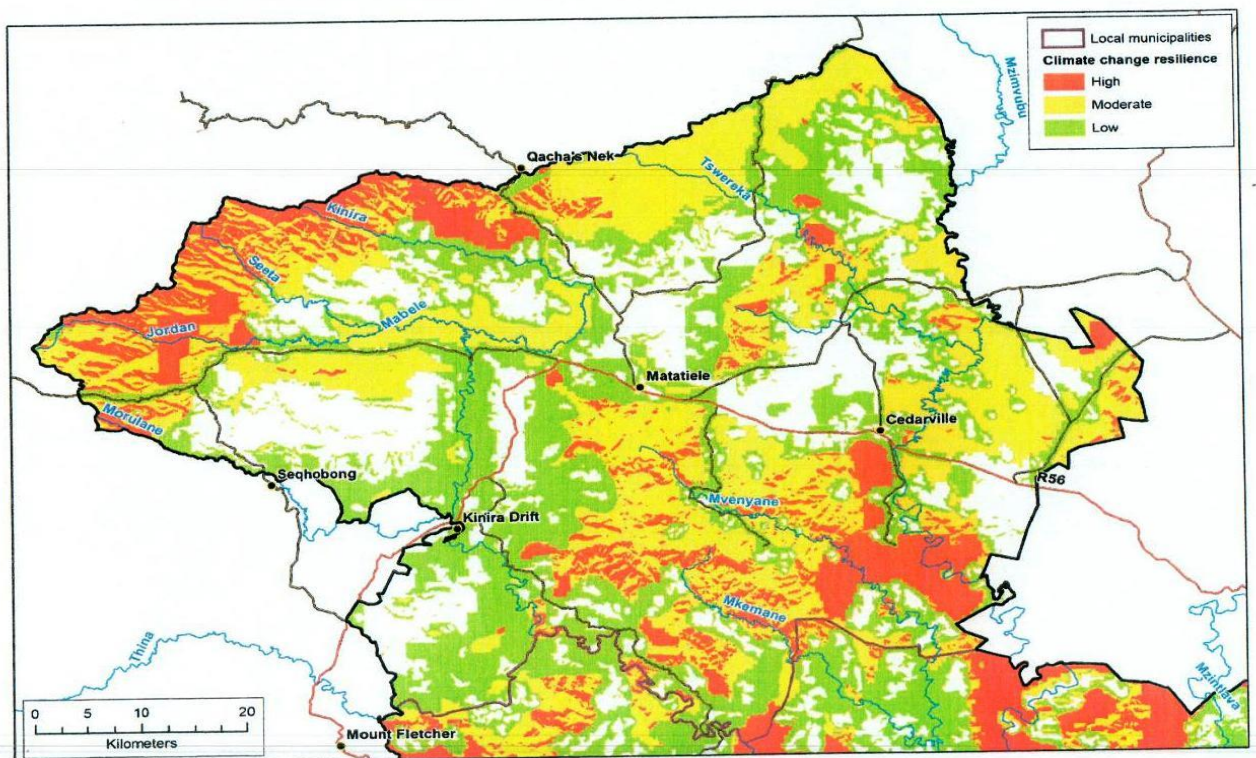 Local municipalities
Climate change resilience
High
Moderate
Low
Mzimvubu
Qacha's Nek
Tswereka
Kinira
Seeta
Mabele
Jordan
Matatiele
Morulane
Cedarville
Seqhobong
R56
Mvenyane
Kinira Drift
Mkemane
Thina
Mzintlava
0 5 10 20
Kilometers
Mount Fletcher